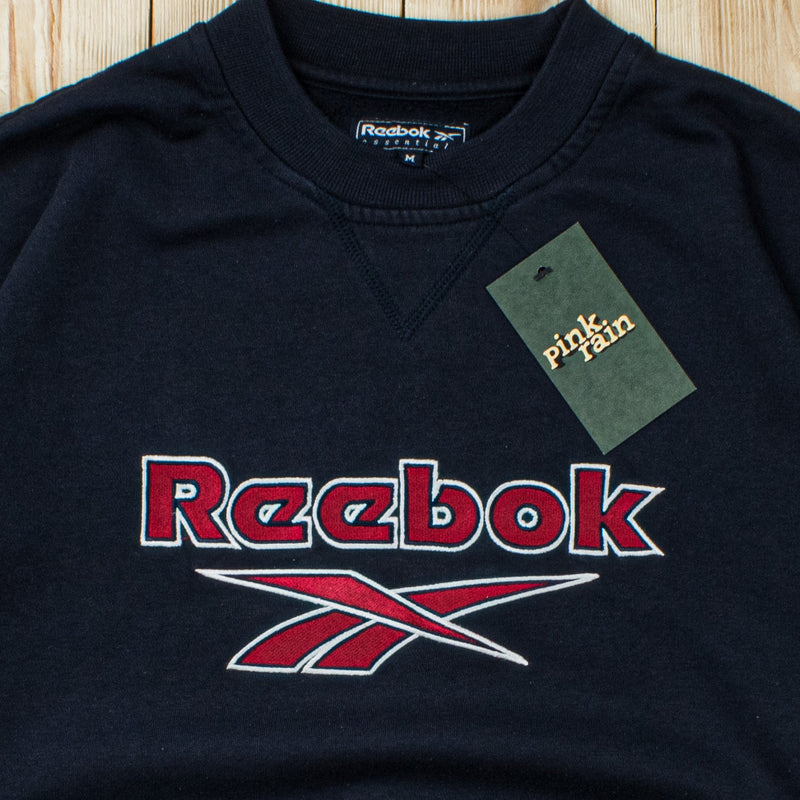 Reebok
essential
M
pink
rain
Reebok